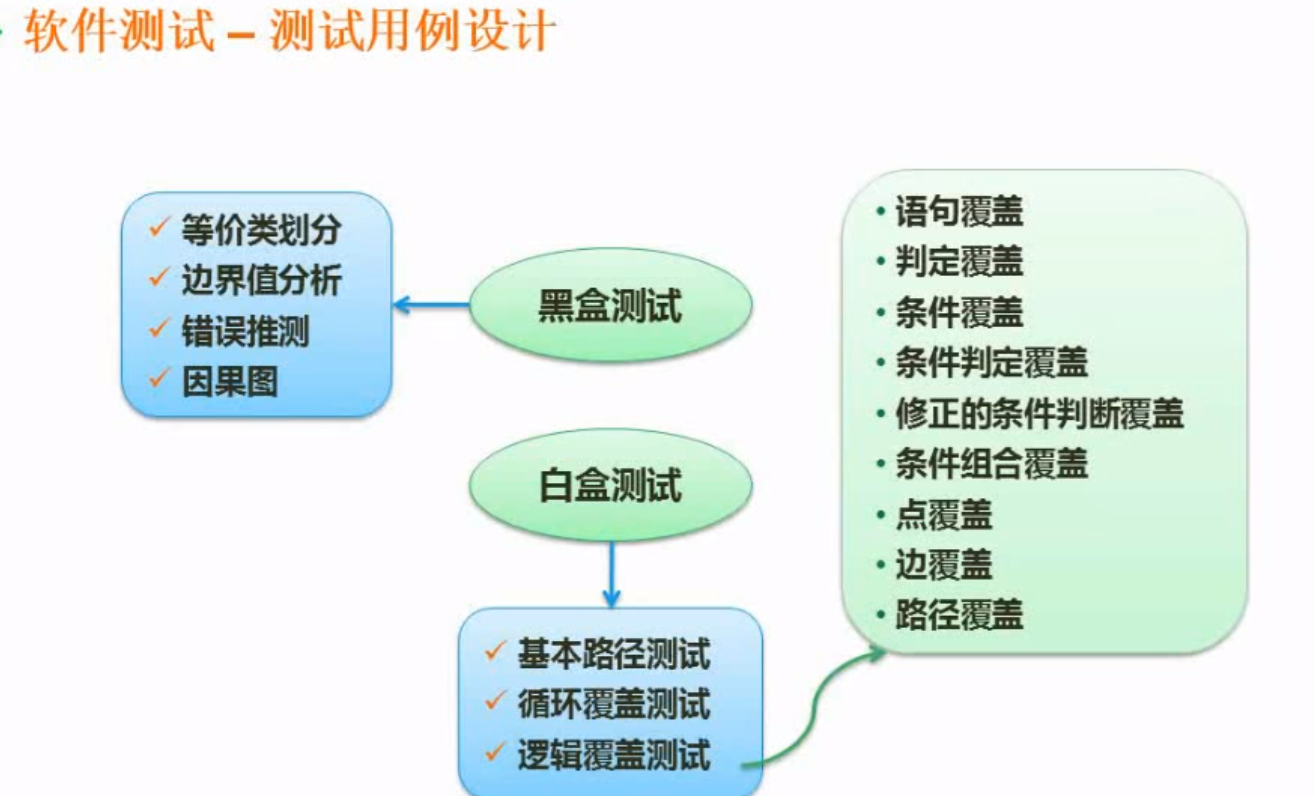 软件测试 – 测试用例设计
等价类划分
边界值分析
错误推测
因果图
黑盒测试
白盒测试
基本路径测试
循环覆盖测试
逻辑覆盖测试
语句覆盖
判定覆盖
条件覆盖
条件判定覆盖
修正的条件判断覆盖
条件组合覆盖
点覆盖
边覆盖
路径覆盖